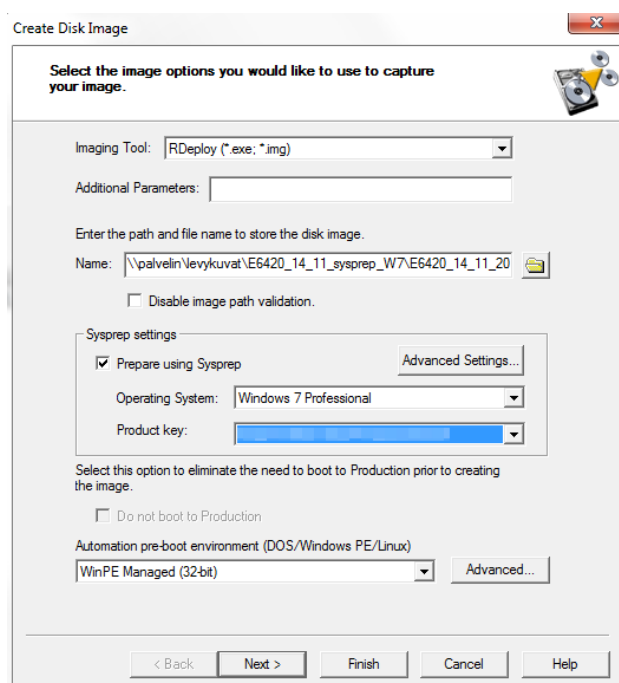 Create Disk Image
Select the image options you would like to use to capture
your image.
Imaging Tool: RDeploy (*.exe; *.img)
Additional Parameters:
Enter the path and file name to store the disk image.
Name: \\palvelin\levykuvat\E6420_14_11_sysprep_W7\E6420_14_11_20
Disable image path validation.
Sysprep settings
Prepare using Sysprep Advanced Settings...
Operating System: Windows 7 Professional
Product key:
Select this option to eliminate the need to boot to Production prior to creating
the image.
Do not boot to Production
Automation pre-boot environment (DOS/Windows PE/Linux)
WinPE Managed (32-bit) Advanced...
< Back Next > Finish Cancel Help